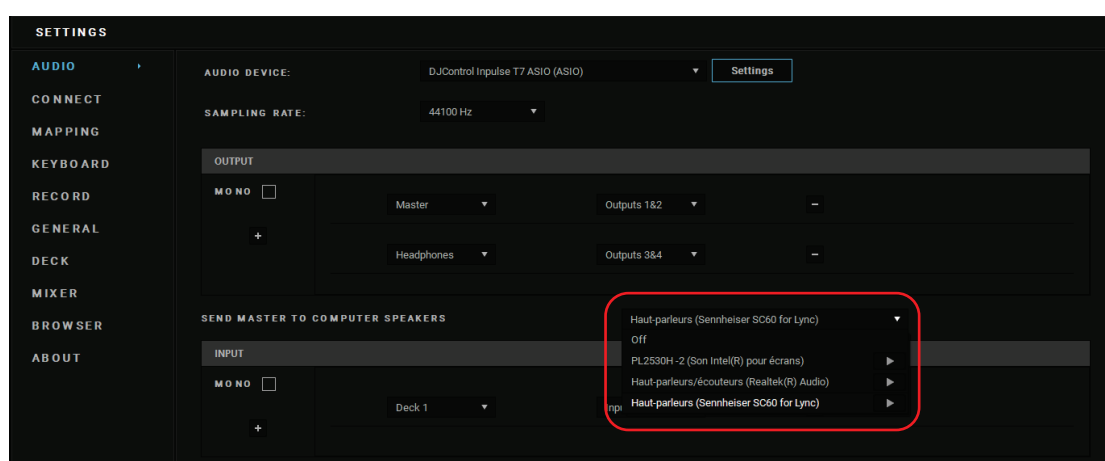 SETTINGS
AUDIO
CONNECT
MAPPING
KEYBOARD
RECORD
GENERAL
DECK
MIXER
BROWSER
ABOUT
AUDIO DEVICE: DJControl Inpulse T7 ASIO (ASIO) Settings
SAMPLING RATE: 44100 Hz
OUTPUT
MONO
Master Outputs 1&2 −
+
Headphones Outputs 3&4 −
SEND MASTER TO COMPUTER SPEAKERS Haut-parleurs (Sennheiser SC60 for Lync)
Off
PL2530H -2 (Son Intel(R) pour écrans)
Haut-parleurs/écouteurs (Realtek(R) Audio)
Haut-parleurs (Sennheiser SC60 for Lync)
INPUT
MONO
Deck 1
+